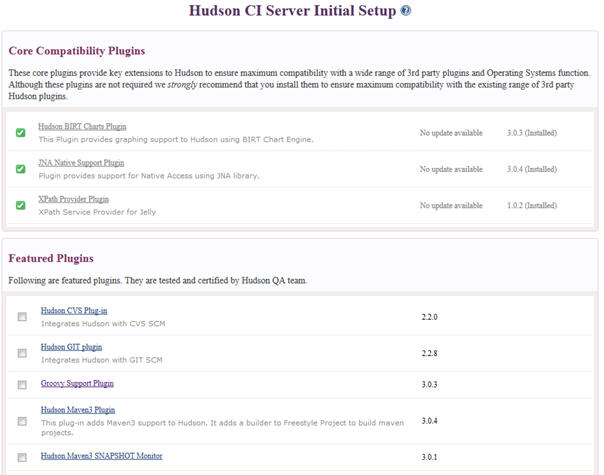 Hudson CI Server Initial Setup ?
Core Compatibility Plugins
These core plugins provide key extensions to Hudson to ensure maximum compatibility with a wide range of 3rd party plugins and Operating Systems function.
Although these plugins are not required we strongly recommend that you install them to ensure maximum compatibility with the existing range of 3rd party
Hudson plugins.
Hudson BIRT Charts Plugin
This Plugin provides graphing support to Hudson using BIRT Chart Engine.
No update available 3.0.3 (Installed)
JNA Native Support Plugin
Plugin provides support for Native Access using JNA library.
No update available 3.0.4 (Installed)
XPath Provider Plugin
XPath Service Provider for Jelly
No update available 1.0.2 (Installed)
Featured Plugins
Following are featured plugins. They are tested and certified by Hudson QA team.
Hudson CVS Plug-in
Integrates Hudson with CVS SCM
2.2.0
Hudson GIT plugin
Integrates Hudson with GIT SCM
2.2.8
Groovy Support Plugin 3.0.3
Hudson Maven3 Plugin
This plug-in adds Maven3 support to Hudson. It adds a builder to Freestyle Project to build maven
projects.
3.0.4
Hudson Maven3 SNAPSHOT Monitor 3.0.1